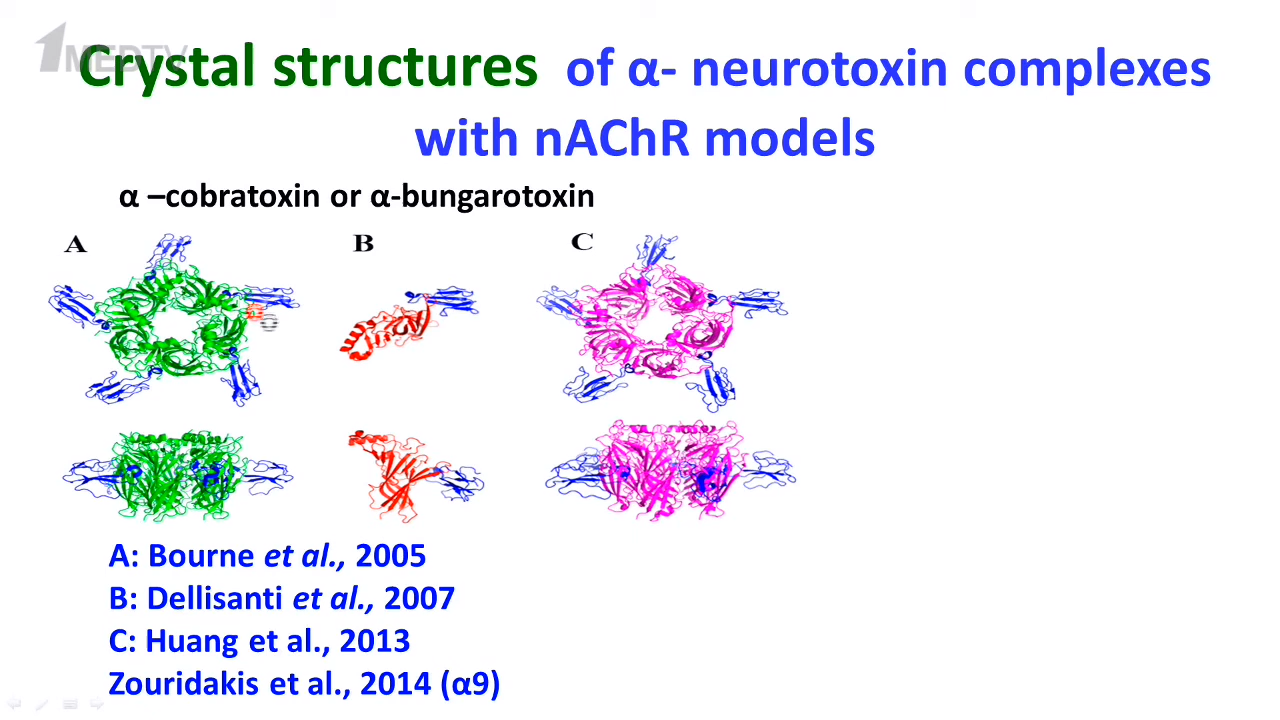 1MEDTV
Crystal structures of α- neurotoxin complexes
with nAChR models
α –cobratoxin or α-bungarotoxin
A B C
A: Bourne et al., 2005
B: Dellisanti et al., 2007
C: Huang et al., 2013
Zouridakis et al., 2014 (α9)